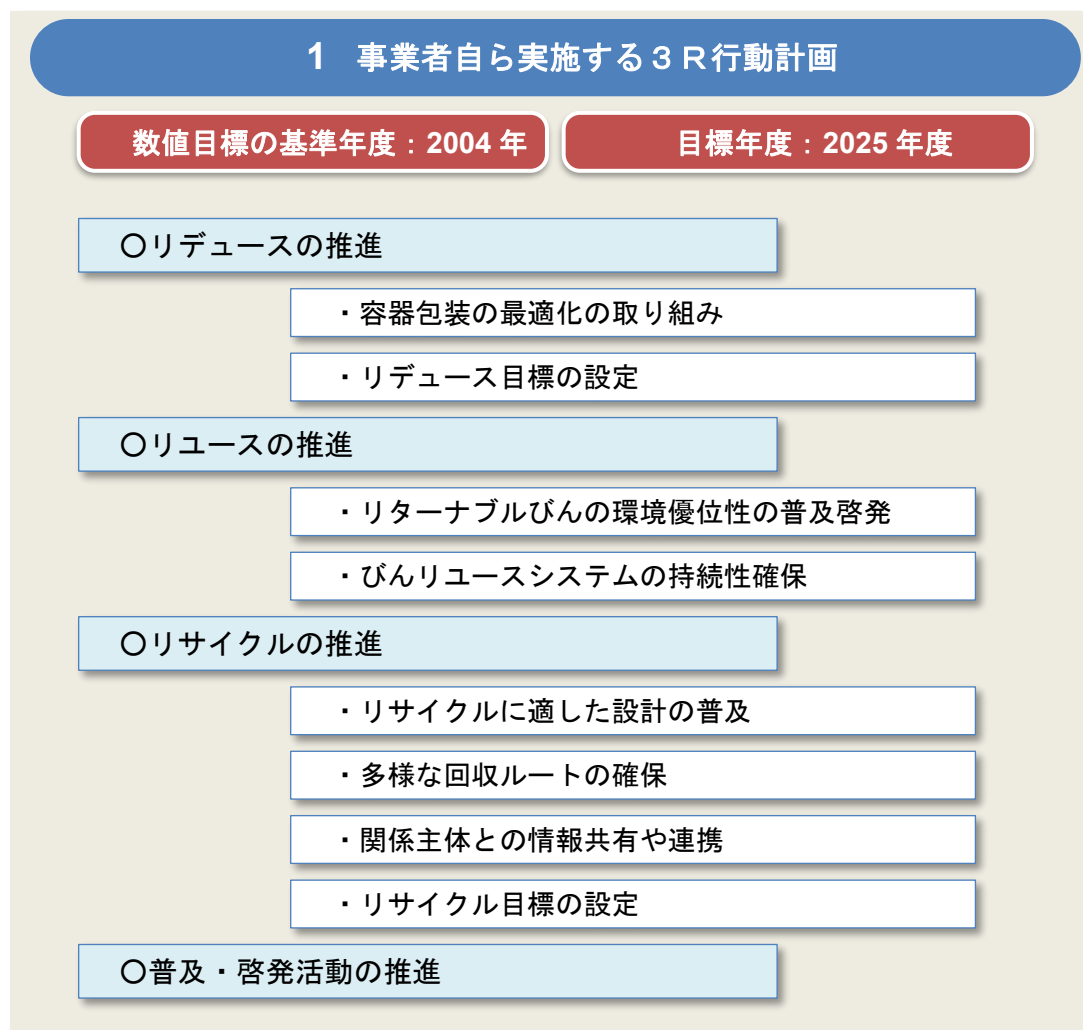 1 事業者自ら実施する３Ｒ行動計画
数値目標の基準年度：2004 年
目標年度：2025 年度
〇リデュースの推進
・容器包装の最適化の取り組み
・リデュース目標の設定
〇リユースの推進
・リターナブルびんの環境優位性の普及啓発
・びんリユースシステムの持続性確保
〇リサイクルの推進
・リサイクルに適した設計の普及
・多様な回収ルートの確保
・関係主体との情報共有や連携
・リサイクル目標の設定
〇普及・啓発活動の推進